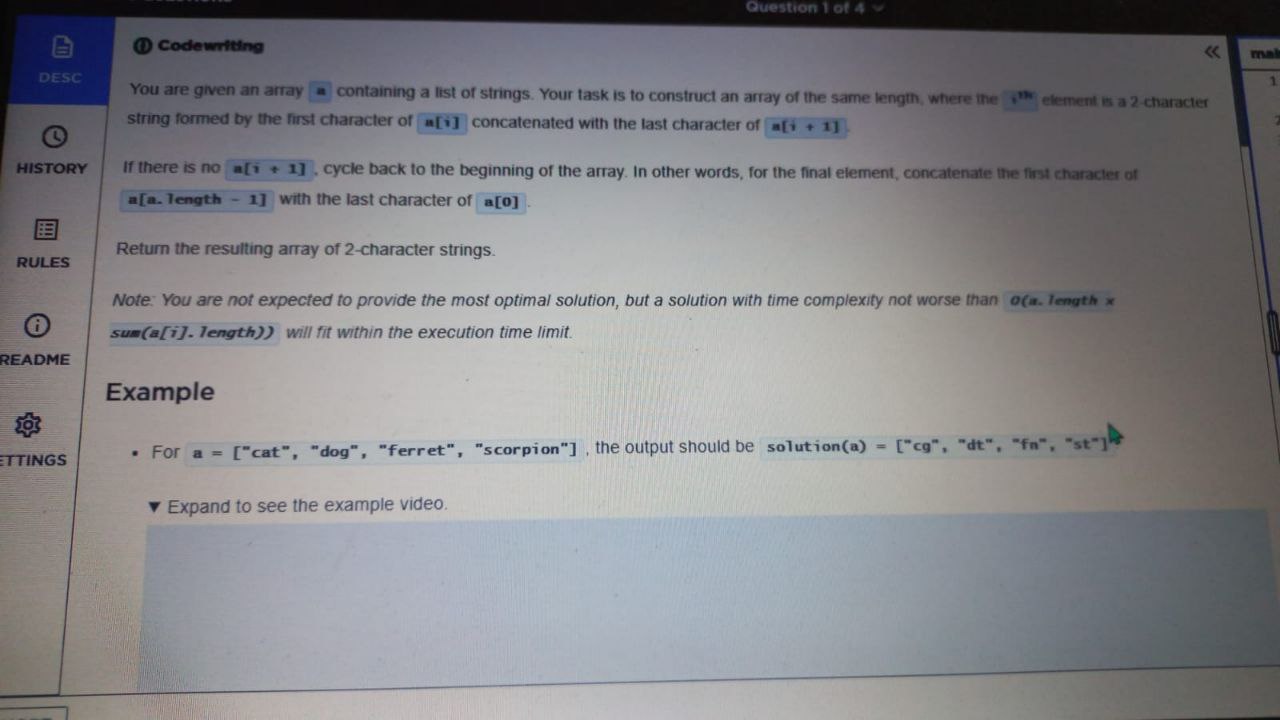 Question 1 of 4
DESC
Codewriting
You are given an array a containing a list of strings. Your task is to construct an array of the same length, where the iᵗʰ element is a 2-character
string formed by the first character of a[i] concatenated with the last character of a[i + 1].
HISTORY
If there is no a[i + 1], cycle back to the beginning of the array. In other words, for the final element, concatenate the first character of
a[a.length - 1] with the last character of a[0].
RULES
Return the resulting array of 2-character strings.
Note: You are not expected to provide the most optimal solution, but a solution with time complexity not worse than O(a.length x
sum(a[i].length)) will fit within the execution time limit.
README
Example
ETTINGS
• For a = ["cat", "dog", "ferret", "scorpion"], the output should be solution(a) = ["cg", "dt", "fn", "st"].
▼ Expand to see the example video.
1